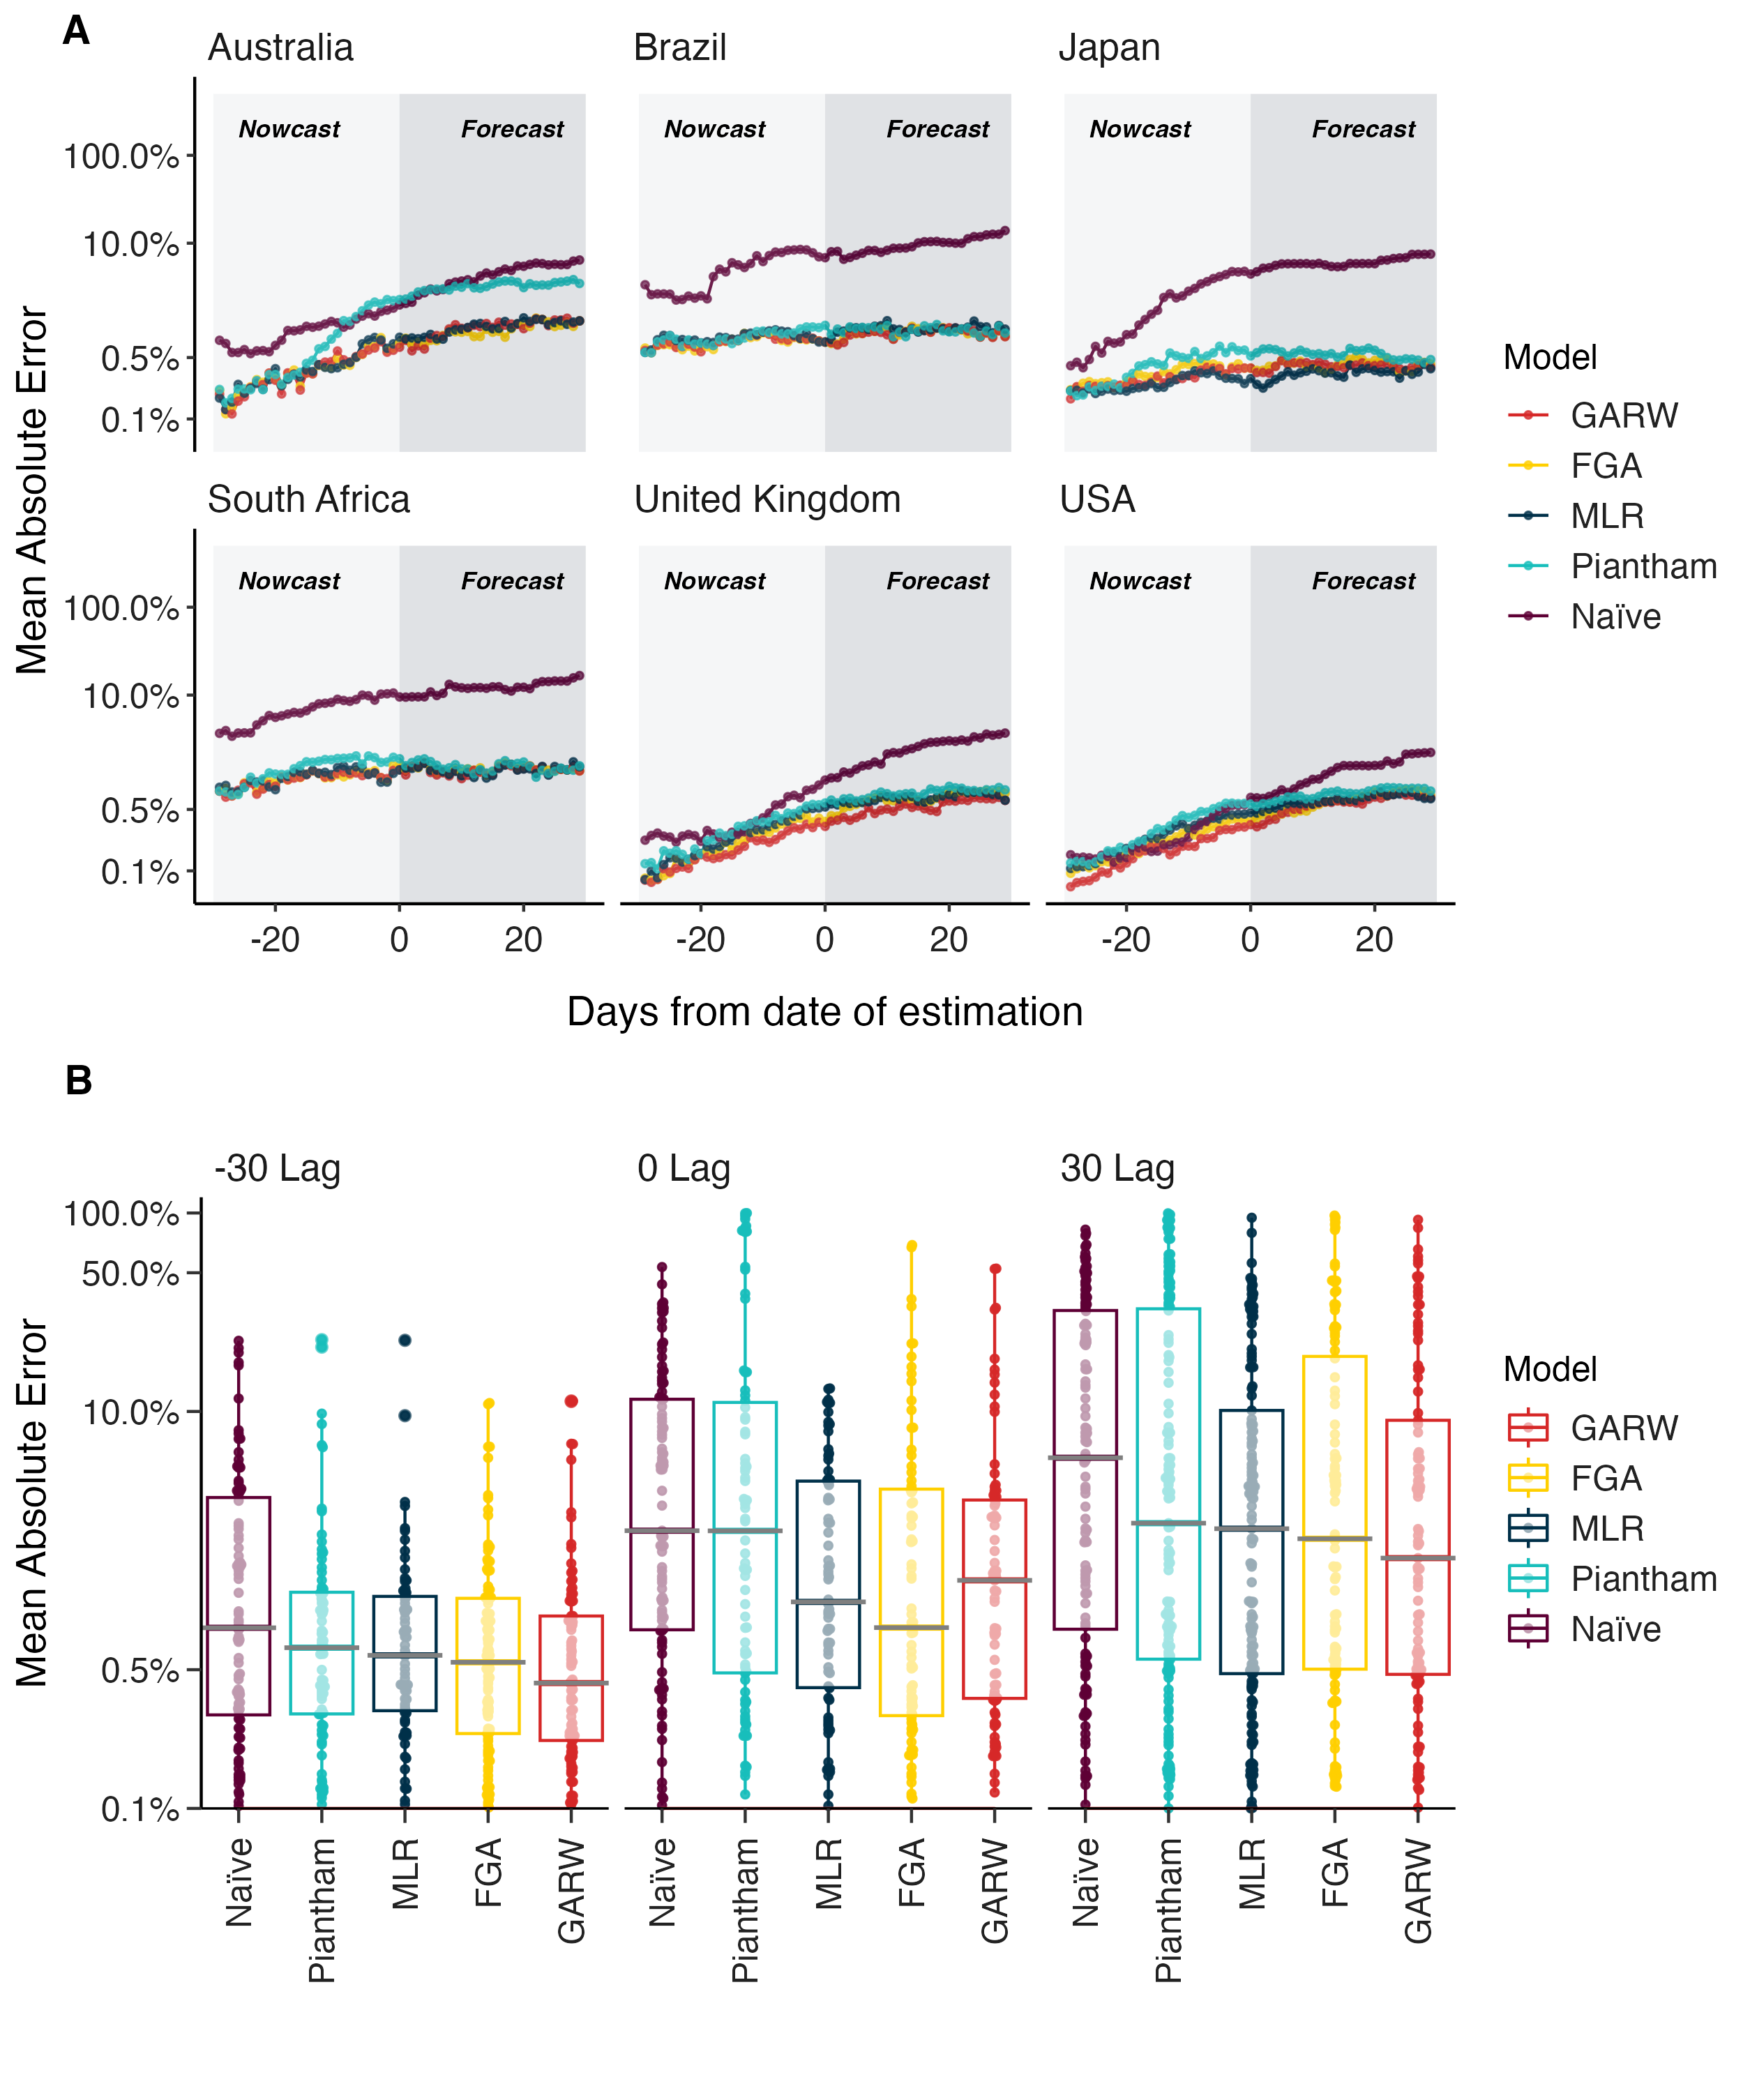 A
Australia
Brazil
Japan
Nowcast
Forecast
Nowcast
Forecast
Nowcast
Forecast
100.0%
10.0%
0.5%
0.1%
South Africa
United Kingdom
USA
Nowcast
Forecast
Nowcast
Forecast
Nowcast
Forecast
100.0%
10.0%
0.5%
0.1%
-20
0
20
-20
0
20
-20
0
20
Mean Absolute Error
Days from date of estimation
Model
GARW
FGA
MLR
Piantham
Naïve
B
-30 Lag
0 Lag
30 Lag
100.0%
50.0%
10.0%
0.5%
0.1%
Mean Absolute Error
Naïve
Piantham
MLR
FGA
GARW
Naïve
Piantham
MLR
FGA
GARW
Naïve
Piantham
MLR
FGA
GARW
Model
GARW
FGA
MLR
Piantham
Naïve